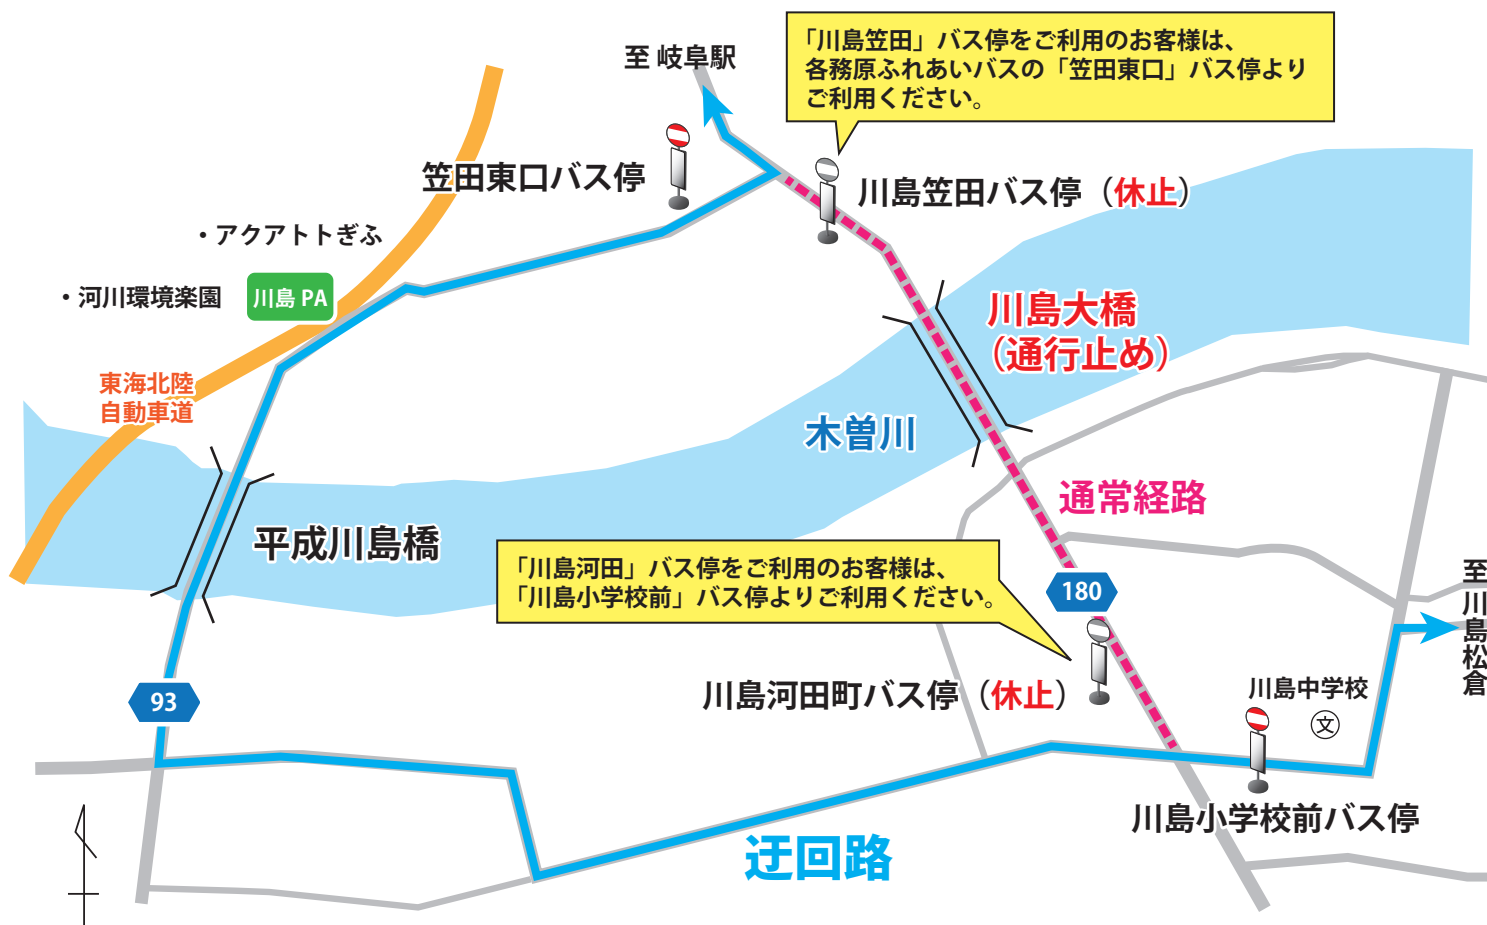 「川島笠田」バス停をご利用のお客様は、
各務原ふれあいバスの「笠田東口」バス停より
ご利用ください。
至 岐阜駅
笠田東口バス停
川島笠田バス停（休止）
・アクアトトぎふ
・河川環境楽園
川島 PA
川島大橋
（通行止め）
東海北陸
自動車道
木曽川
通常経路
平成川島橋
「川島河田」バス停をご利用のお客様は、
「川島小学校前」バス停よりご利用ください。
180
至川島松倉
川島河田町バス停（休止）
川島中学校
文
93
川島小学校前バス停
迂回路